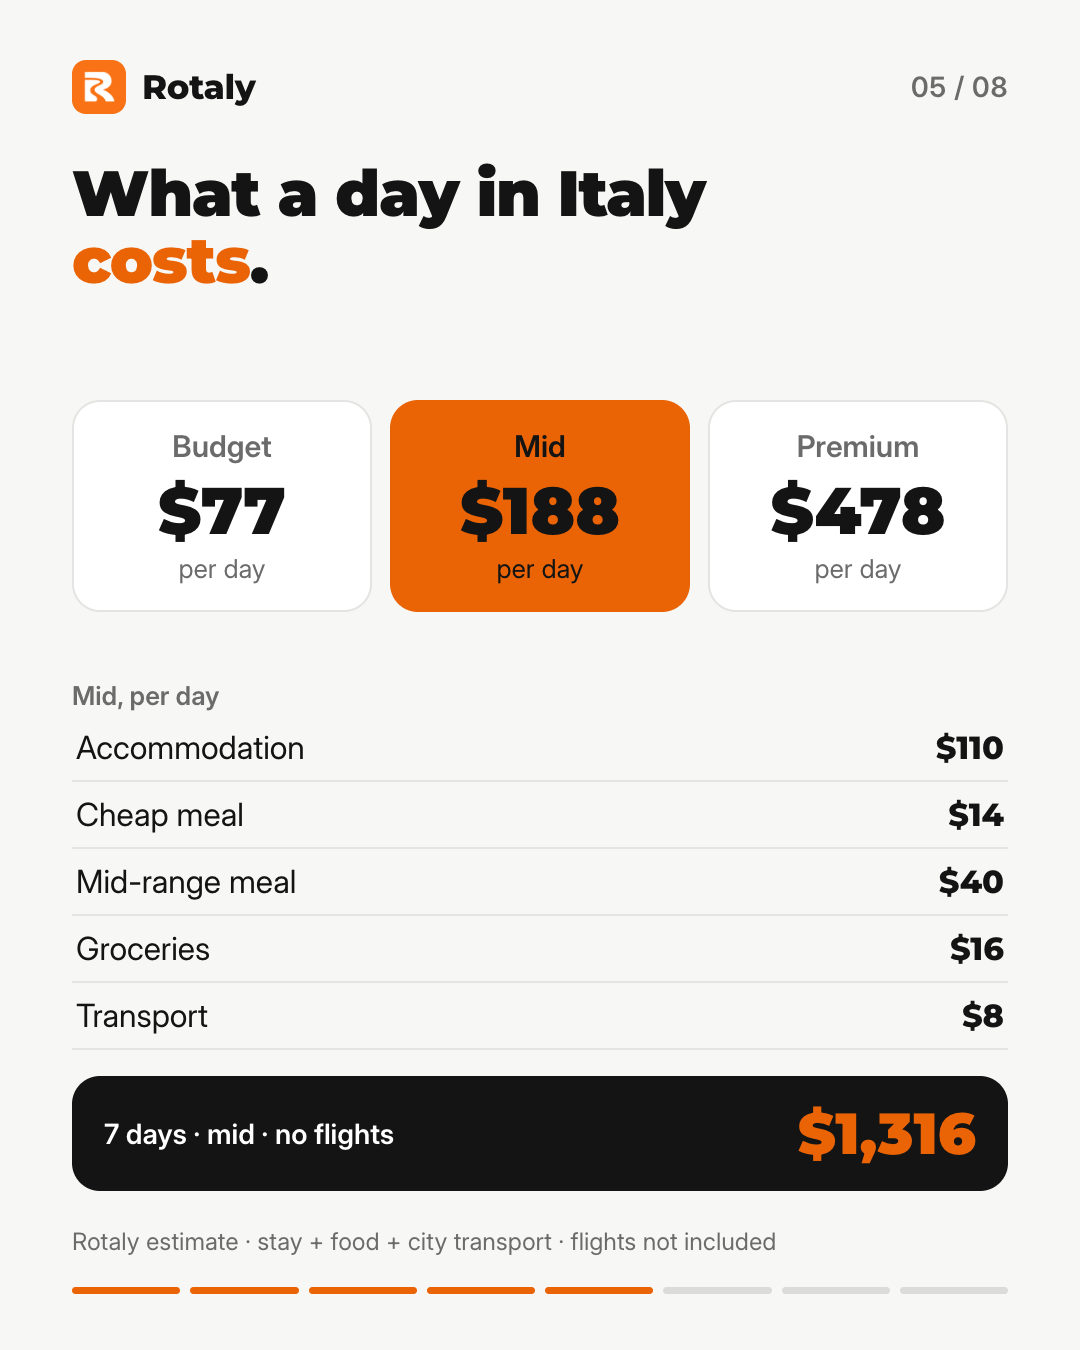 Rotaly
05 / 08
What a day in Italy
costs.
Budget
$77
per day
Mid
$188
per day
Premium
$478
per day
Mid, per day
Accommodation $110
Cheap meal $14
Mid-range meal $40
Groceries $16
Transport $8
7 days · mid · no flights $1,316
Rotaly estimate · stay + food + city transport · flights not included